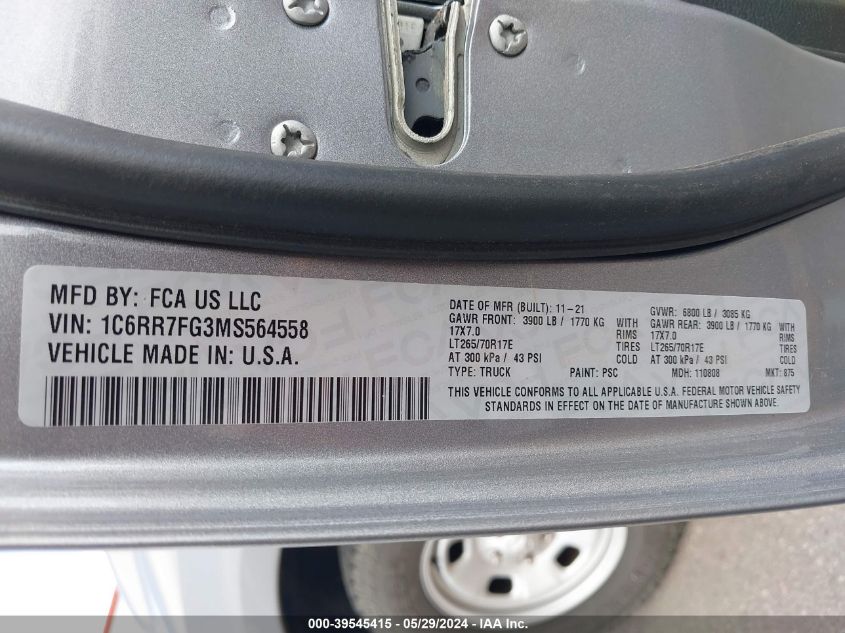 MFD BY: FCA US LLC
VIN: 1C6RR7FG3MS564558
VEHICLE MADE IN: U.S.A.
DATE OF MFR (BUILT): 11-21
GAWR FRONT: 3900 LB / 1770 KG
17X7.0 RIMS
LT265/70R17E TIRES
AT 300 kPa / 43 PSI COLD
TYPE: TRUCK PAINT: PSC
GVWR: 6800 LB / 3085 KG
GAWR REAR: 3900 LB / 1770 KG
17X7.0 RIMS
LT265/70R17E TIRES
AT 300 kPa / 43 PSI COLD
MDH: 110808 MKT: 875
THIS VEHICLE CONFORMS TO ALL APPLICABLE U.S.A. FEDERAL MOTOR VEHICLE SAFETY
STANDARDS IN EFFECT ON THE DATE OF MANUFACTURE SHOWN ABOVE.
000-39545415 - 05/29/2024 - IAA Inc.